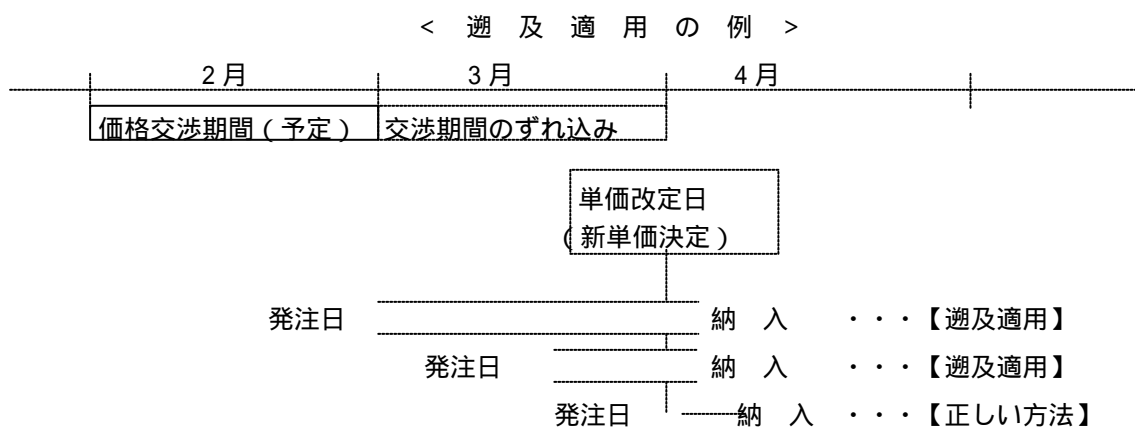 < 遡 及 適 用 の 例 >
2月 3月 4月
価格交渉期間(予定) 交渉期間のずれ込み
単価改定日
(新単価決定)
発注日 納 入 ・・・【遡及適用】
発注日 納 入 ・・・【遡及適用】
発注日 納 入 ・・・【正しい方法】